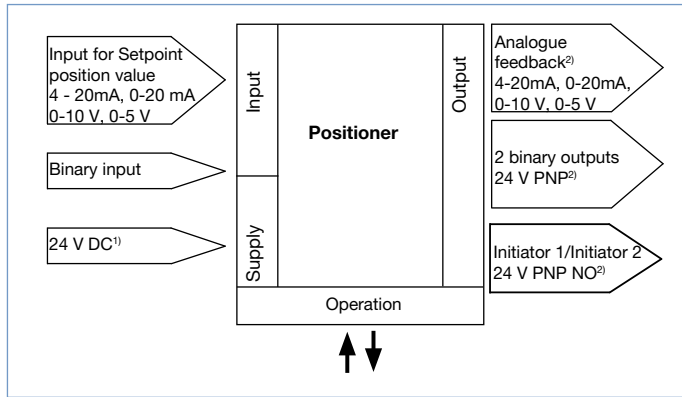 Input for Setpoint
position value
4 - 20mA, 0-20 mA
0-10 V, 0-5 V
Binary input
24 V DC¹⁾
Input
Supply
Positioner
Operation
Output
Analogue
feedback²⁾
4-20mA, 0-20mA,
0-10 V, 0-5 V
2 binary outputs
24 V PNP²⁾
Initiator 1/Initiator 2
24 V PNP NO²⁾